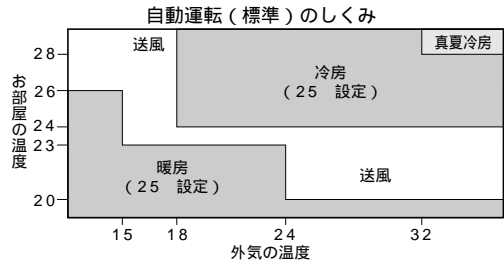 自動運転(標準)のしくみ
送風
真夏冷房
冷房
(25 設定)
お部屋の温度
28
26
24
23
20
暖房
(25 設定)
送風
15
18
24
32
外気の温度